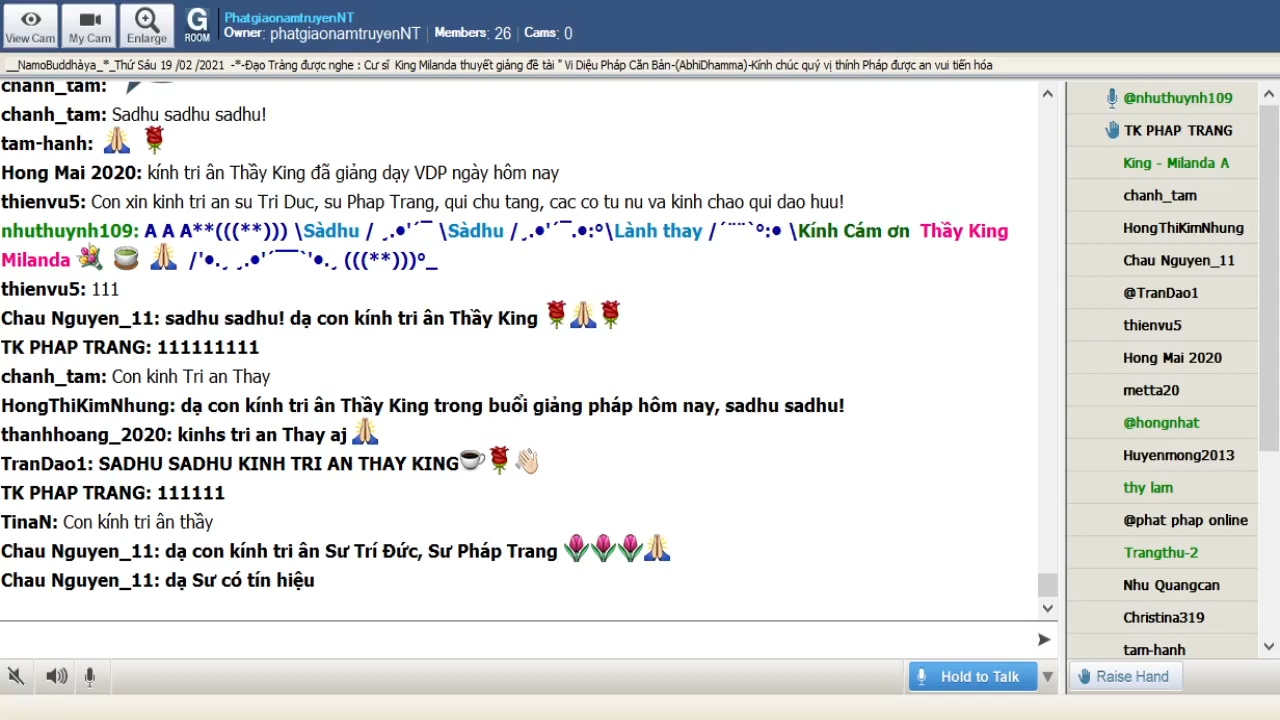 View Cam
My Cam
Enlarge
G
ROOM
PhatgiaonamtruyenNT
Owner: phatgiaonamtruyenNT | Members: 26 | Cams: 0
__NamoBuddhàya_*_Thứ Sáu 19 /02 /2021 -*-Đạo Tràng được nghe : Cư sĩ King Milanda thuyết giảng đề tài " Vi Diệu Pháp Căn Bản-(AbhiDhamma)-Kính chúc quý vị thính Pháp được an vui tiến hóa
chanh_tam:
chanh_tam: Sadhu sadhu sadhu!
tam-hanh:
Hong Mai 2020: kính tri ân Thầy King đã giảng dạy VDP ngày hôm nay
thienvu5: Con xin kinh tri an su Tri Duc, su Phap Trang, qui chu tang, cac co tu nu va kinh chao qui dao huu!
nhuthuynh109: A A A**(((**))) \Sàdhu / ¸.•'´¯ \Sàdhu /¸.•'´¯.•:°\Lành thay /´¨¨`°:• \Kính Cám ơn Thầy King
Milanda /'•.¸ ¸.•'´¯¯`'•.¸ (((**)))°_
thienvu5: 111
Chau Nguyen_11: sadhu sadhu! dạ con kính tri ân Thầy King
TK PHAP TRANG: 111111111
chanh_tam: Con kinh Tri an Thay
HongThiKimNhung: dạ con kính tri ân Thầy King trong buổi giảng pháp hôm nay, sadhu sadhu!
thanhhoang_2020: kinhs tri an Thay aj
TranDao1: SADHU SADHU KINH TRI AN THAY KING
TK PHAP TRANG: 111111
TinaN: Con kính tri ân thầy
Chau Nguyen_11: dạ con kính tri ân Sư Trí Đức, Sư Pháp Trang
Chau Nguyen_11: dạ Sư có tín hiệu
@nhuthuynh109
TK PHAP TRANG
King - Milanda A
chanh_tam
HongThiKimNhung
Chau Nguyen_11
@TranDao1
thienvu5
Hong Mai 2020
metta20
@hongnhat
Huyenmong2013
thy lam
@phat phap online
Trangthu-2
Nhu Quangcan
Christina319
tam-hanh
Hold to Talk
Raise Hand